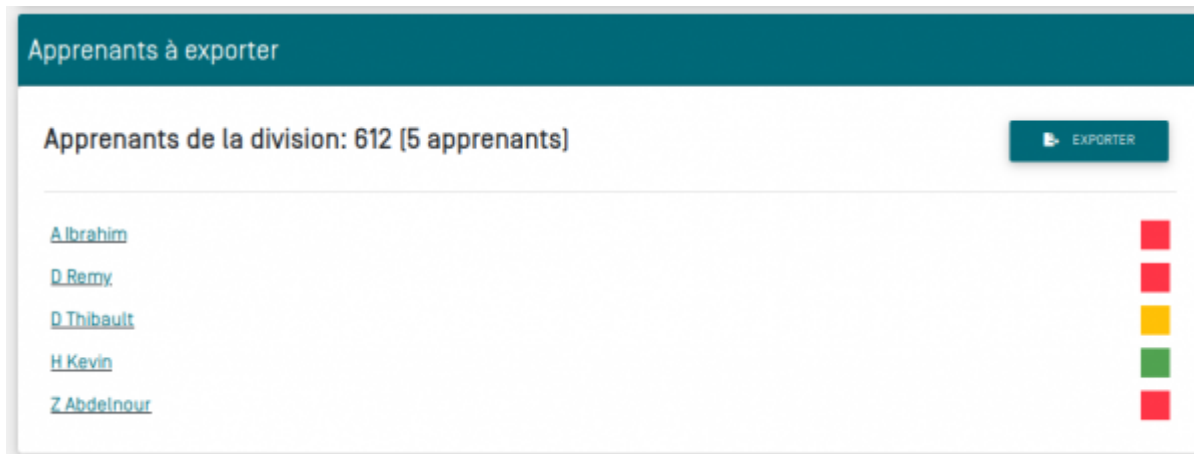 Apprenants à exporter
Apprenants de la division: 612 (5 apprenants)
EXPORTER
A Ibrahim
D Remy
D Thibault
H Kevin
Z Abdelnour